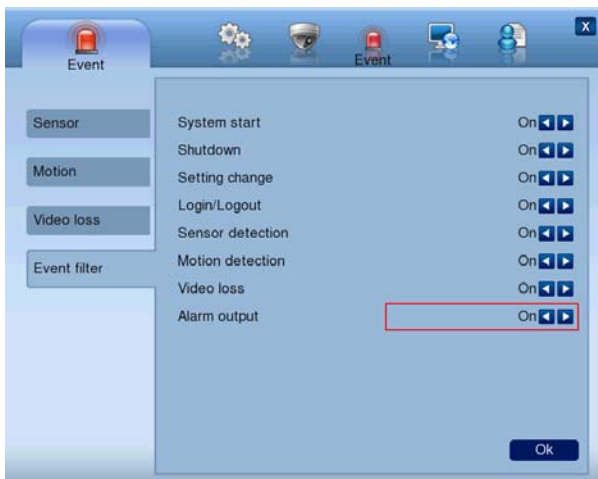 Event
Event
X
Sensor
Motion
Video loss
Event filter
System start On
Shutdown On
Setting change On
Login/Logout On
Sensor detection On
Motion detection On
Video loss On
Alarm output On
Ok